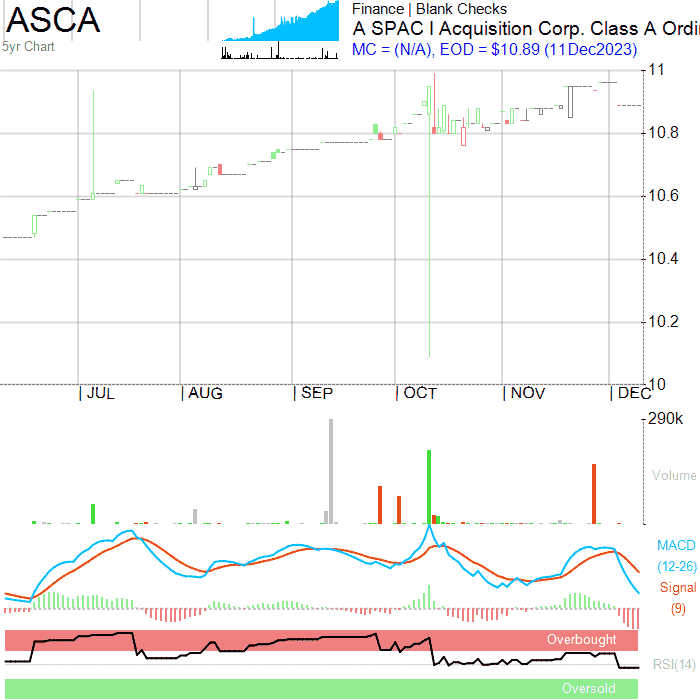 ASCA
5yr Chart
Finance | Blank Checks
A SPAC I Acquisition Corp. Class A Ordi
MC = (N/A), EOD = $10.89 (11Dec2023)
11
10.8
10.6
10.4
10.2
10
JUL AUG SEP OCT NOV DEC
290k
Volume
MACD
(12-26)
Signal
(9)
Overbought
RSI(14)
Oversold